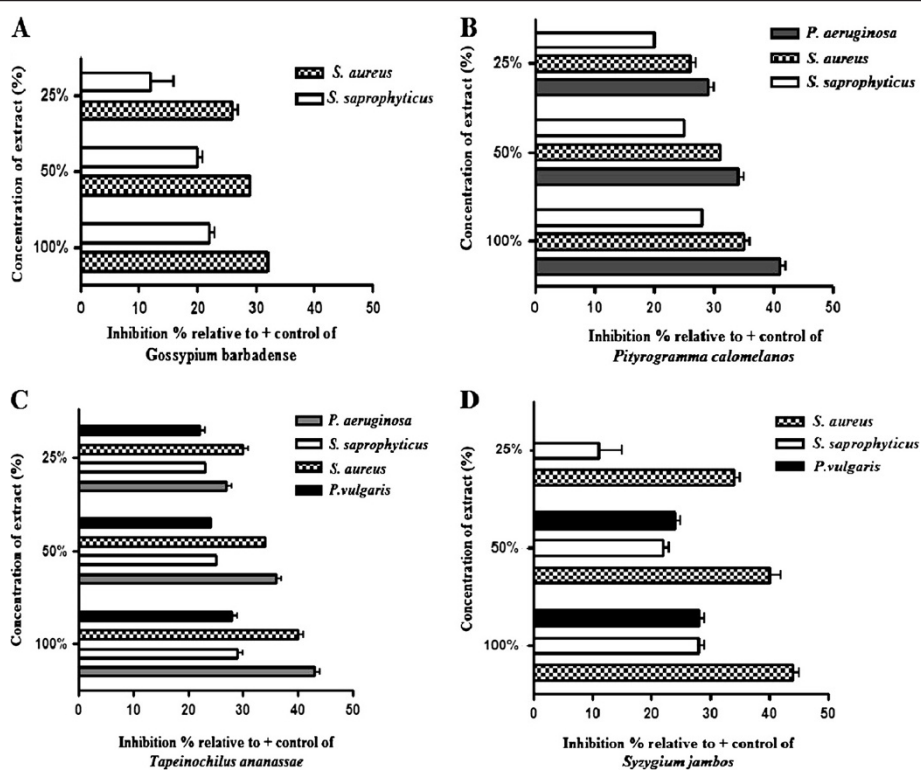 A
Concentration of extract (%)
25%
50%
100%
0 10 20 30 40 50
Inhibition % relative to + control of
Gossypium barbadense
S. aureus
S. saprophyticus
B
Concentration of extract (%)
25%
50%
100%
0 10 20 30 40 50
Inhibition % relative to + control of
Pityrogramma calomelanos
P. aeruginosa
S. aureus
S. saprophyticus
C
Concentration of extract (%)
25%
50%
100%
0 10 20 30 40 50
Inhibition % relative to + control of
Tapeinochilus ananassae
P. aeruginosa
S. saprophyticus
S. aureus
P.vulgaris
D
Concentration of extract (%)
25%
50%
100%
0 10 20 30 40 50
Inhibition % relative to + control of
Syzygium jambos
S. aureus
S. saprophyticus
P.vulgaris